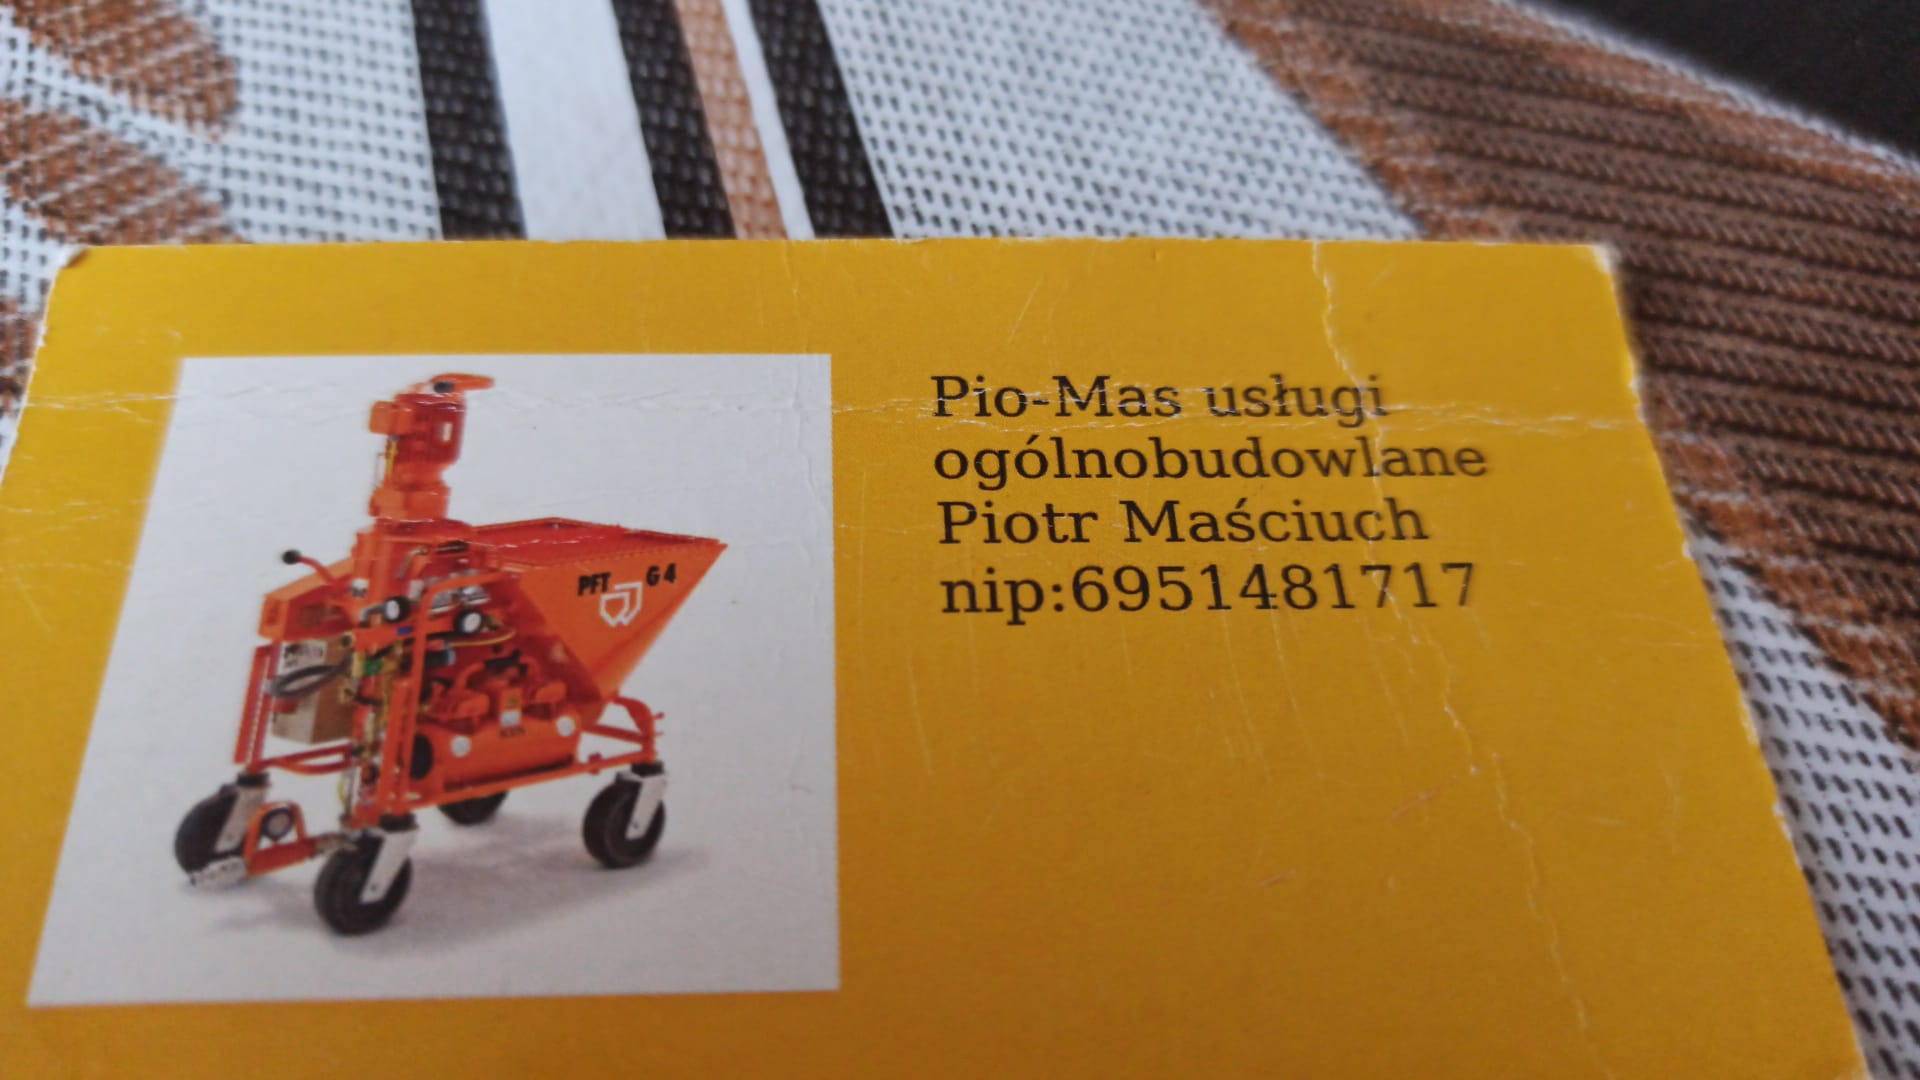 PFT G4
Pio-Mas usługi
ogólnobudowlane
Piotr Maściuch
nip:6951481717